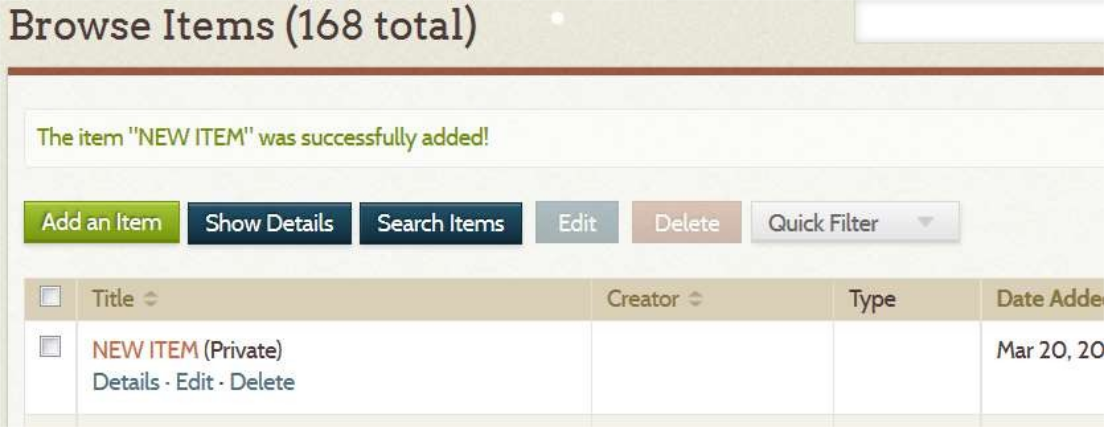 Browse Items (168 total)
The item "NEW ITEM" was successfully added!
Add an Item Show Details Search Items Edit Delete Quick Filter
Title Creator Type Date Added
NEW ITEM (Private) Mar 20, 20
Details · Edit · Delete